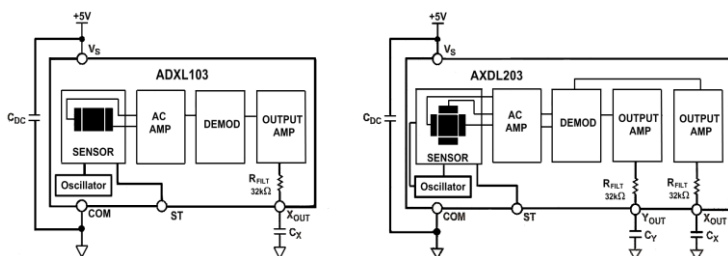 +5V
VS
ADXL103
CDC
SENSOR
AC
AMP
DEMOD
OUTPUT
AMP
Oscillator
RFILT
32kΩ
COM
ST
XOUT
CX
+5V
VS
AXDL203
CDC
SENSOR
AC
AMP
DEMOD
OUTPUT
AMP
OUTPUT
AMP
Oscillator
RFILT
32kΩ
RFILT
32kΩ
COM
ST
YOUT
XOUT
CY
CX